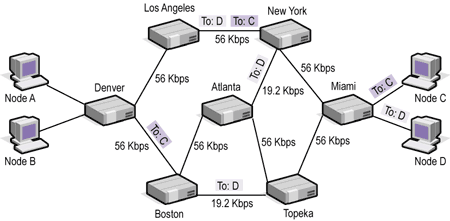 Los Angeles
To: D
To: C
New York
56 Kbps
Node A
Denver
56 Kbps
Atlanta
To: D
56 Kbps
Miami
To: C
Node C
19.2 Kbps
To: D
Node B
To: C
56 Kbps
56 Kbps
56 Kbps
56 Kbps
Node D
To: D
19.2 Kbps
Boston
Topeka